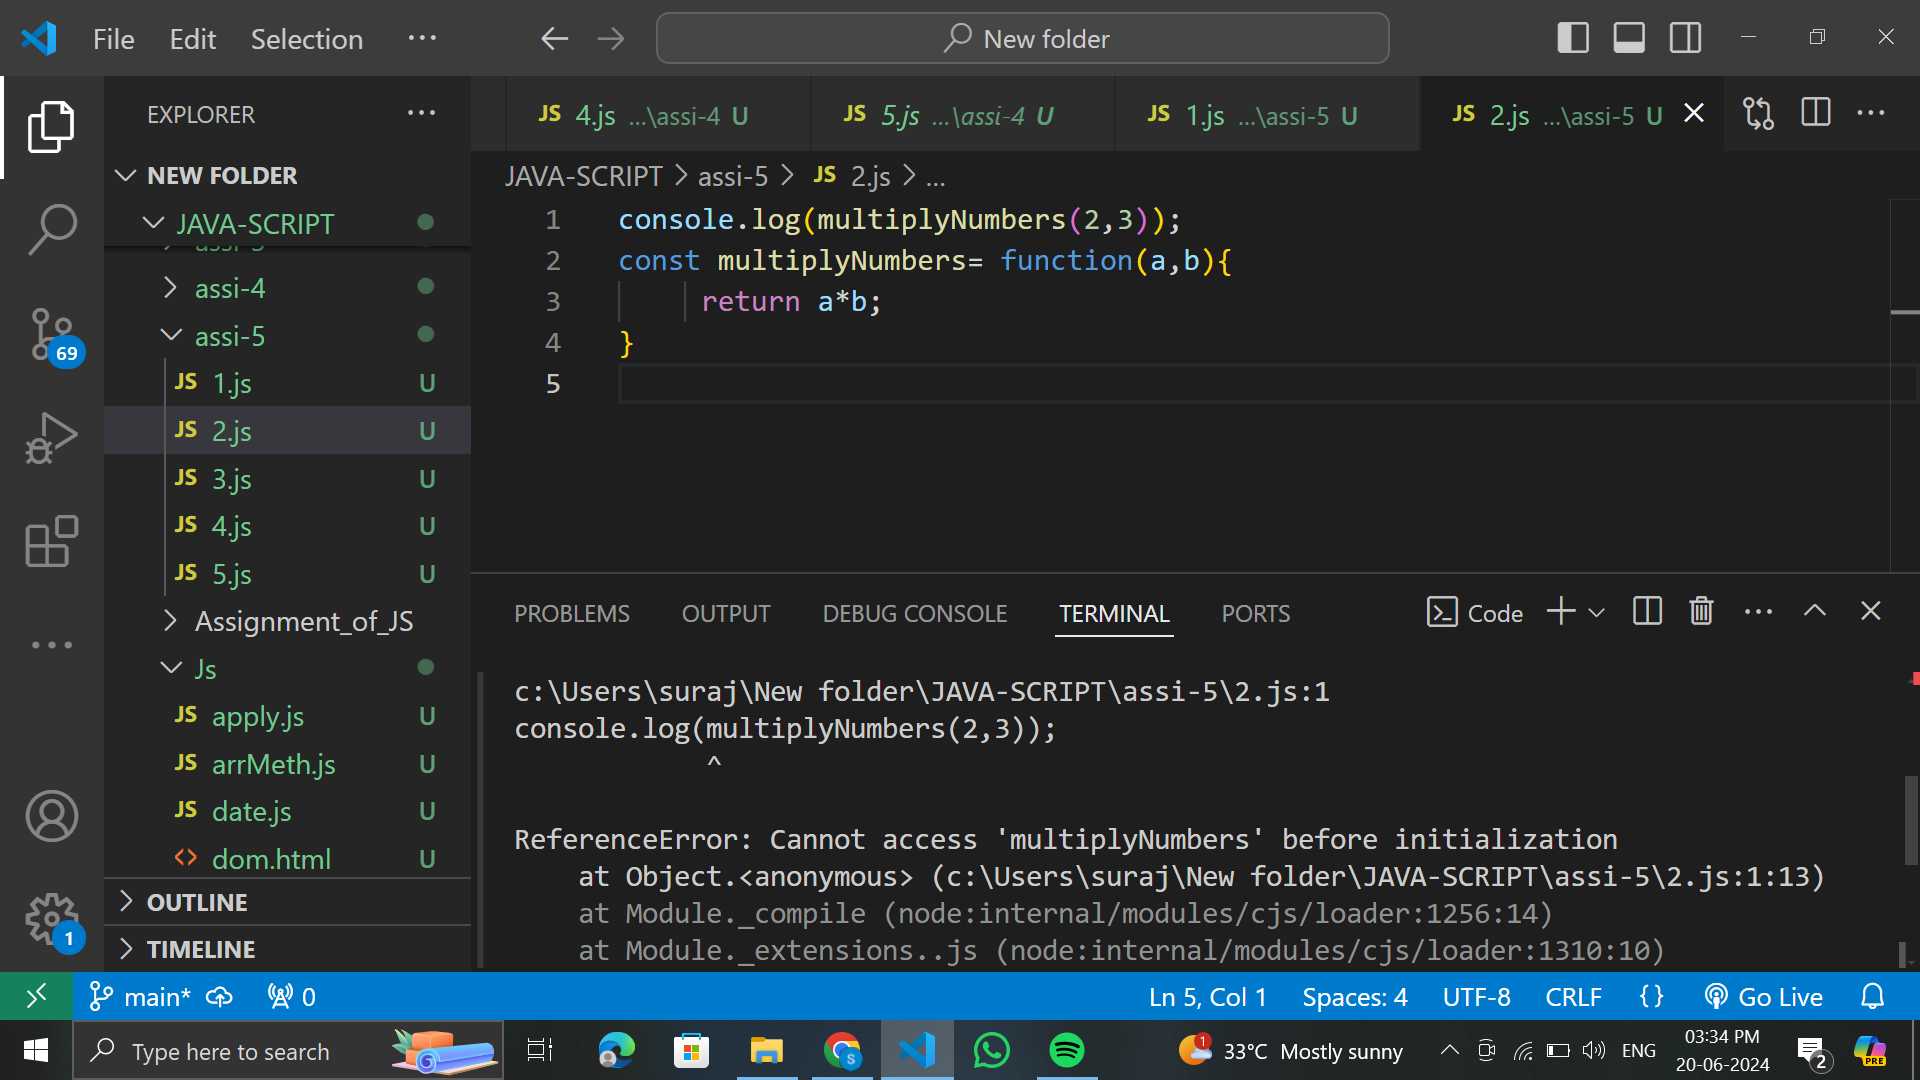 File Edit Selection ··· New folder
EXPLORER ···
NEW FOLDER
JAVA-SCRIPT
assi-4
assi-5
JS 1.js U
JS 2.js U
JS 3.js U
JS 4.js U
JS 5.js U
Assignment_of_JS
Js
JS apply.js U
JS arrMeth.js U
JS date.js U
<> dom.html U
OUTLINE
TIMELINE
69
1
JS 4.js ...\assi-4 U JS 5.js ...\assi-4 U JS 1.js ...\assi-5 U JS 2.js ...\assi-5 U
JAVA-SCRIPT > assi-5 > JS 2.js > ...
1 console.log(multiplyNumbers(2,3));
2 const multiplyNumbers= function(a,b){
3 return a*b;
4 }
5
PROBLEMS OUTPUT DEBUG CONSOLE TERMINAL PORTS Code
c:\Users\suraj\New folder\JAVA-SCRIPT\assi-5\2.js:1
console.log(multiplyNumbers(2,3));
^
ReferenceError: Cannot access 'multiplyNumbers' before initialization
at Object.<anonymous> (c:\Users\suraj\New folder\JAVA-SCRIPT\assi-5\2.js:1:13)
at Module._compile (node:internal/modules/cjs/loader:1256:14)
at Module._extensions..js (node:internal/modules/cjs/loader:1310:10)
main* 0 Ln 5, Col 1 Spaces: 4 UTF-8 CRLF {} Go Live
Type here to search S 1 33°C Mostly sunny ENG 03:34 PM 2 PRE
20-06-2024